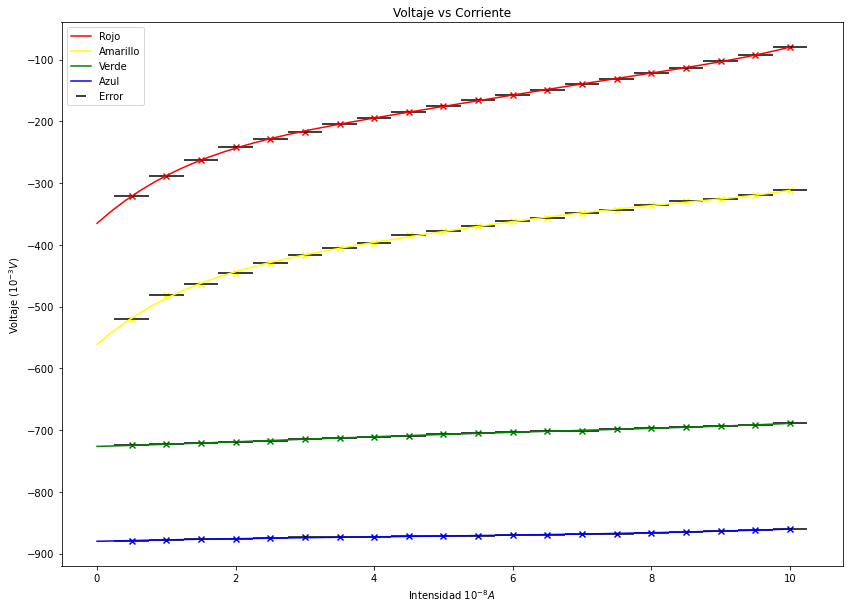 Voltaje vs Corriente
Rojo
Amarillo
Verde
Azul
Error
Voltaje (10⁻³V)
−100
−200
−300
−400
−500
−600
−700
−800
−900
0 2 4 6 8 10
Intensidad 10⁻⁸A